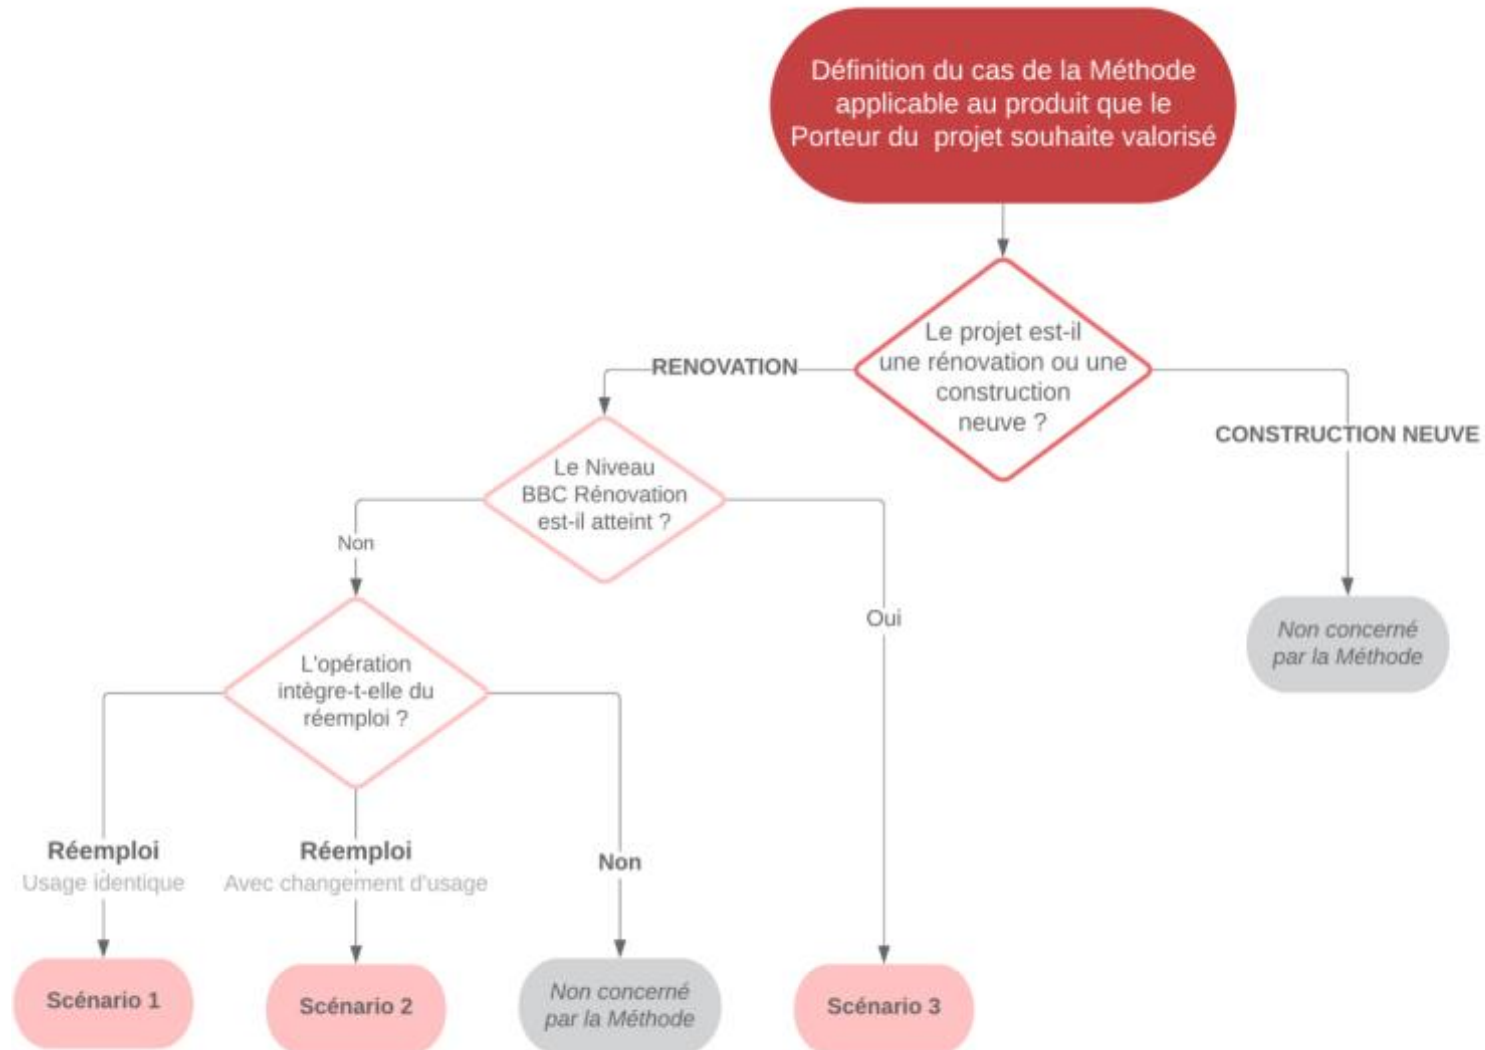 Définition du cas de la Méthode
applicable au produit que le
Porteur du projet souhaite valorisé
Le projet est-il
une rénovation ou une
construction
neuve ?
RENOVATION
CONSTRUCTION NEUVE
Le Niveau
BBC Rénovation
est-il atteint ?
Non
Oui
Non concerné
par la Méthode
L'opération
intègre-t-elle du
réemploi ?
Réemploi
Usage identique
Réemploi
Avec changement d'usage
Non
Scénario 1
Scénario 2
Non concerné
par la Méthode
Scénario 3